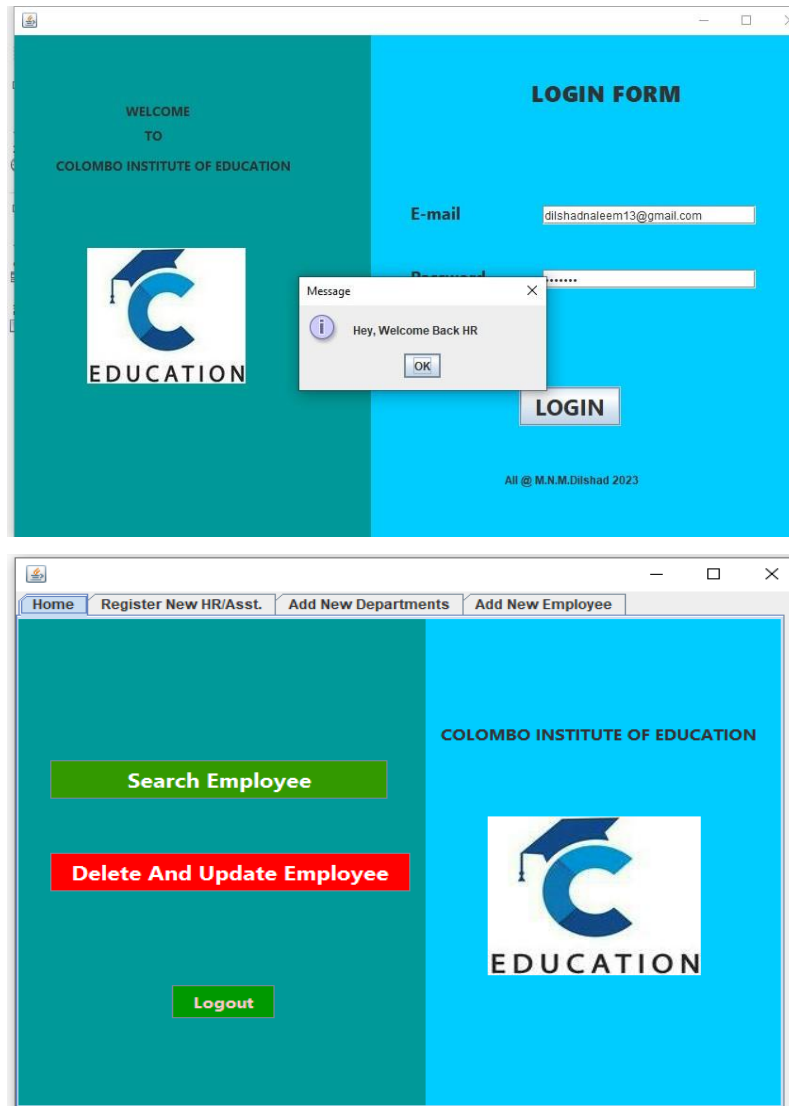 LOGIN FORM
WELCOME
TO
COLOMBO INSTITUTE OF EDUCATION
E-mail
dilshadnaleem13@gmail.com
Password
•••••••
EDUCATION
Message
Hey, Welcome Back HR
OK
LOGIN
All @ M.N.M.Dilshad 2023
Home
Register New HR/Asst.
Add New Departments
Add New Employee
COLOMBO INSTITUTE OF EDUCATION
Search Employee
Delete And Update Employee
EDUCATION
Logout